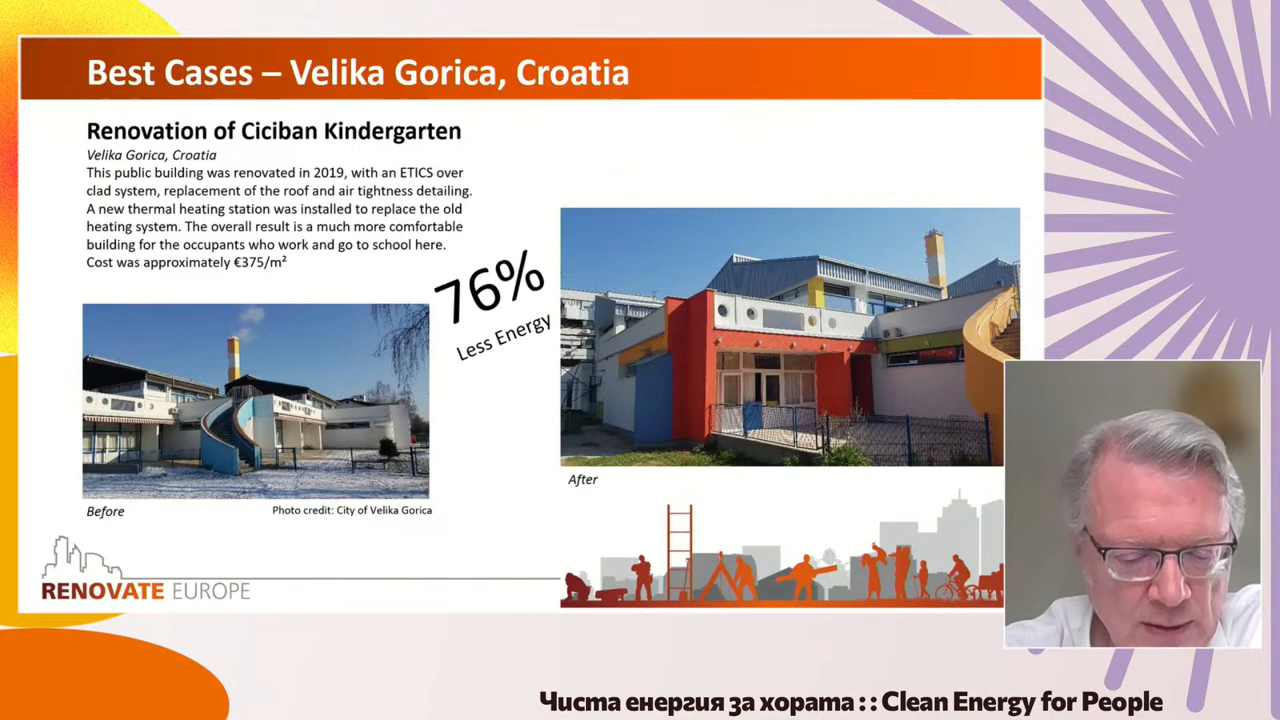 Best Cases – Velika Gorica, Croatia
Renovation of Ciciban Kindergarten
Velika Gorica, Croatia
This public building was renovated in 2019, with an ETICS over
clad system, replacement of the roof and air tightness detailing.
A new thermal heating station was installed to replace the old
heating system. The overall result is a much more comfortable
building for the occupants who work and go to school here.
Cost was approximately €375/m²
76%
Less Energy
Before
Photo credit: City of Velika Gorica
After
RENOVATE EUROPE
Чиста енергия за хората :: Clean Energy for People